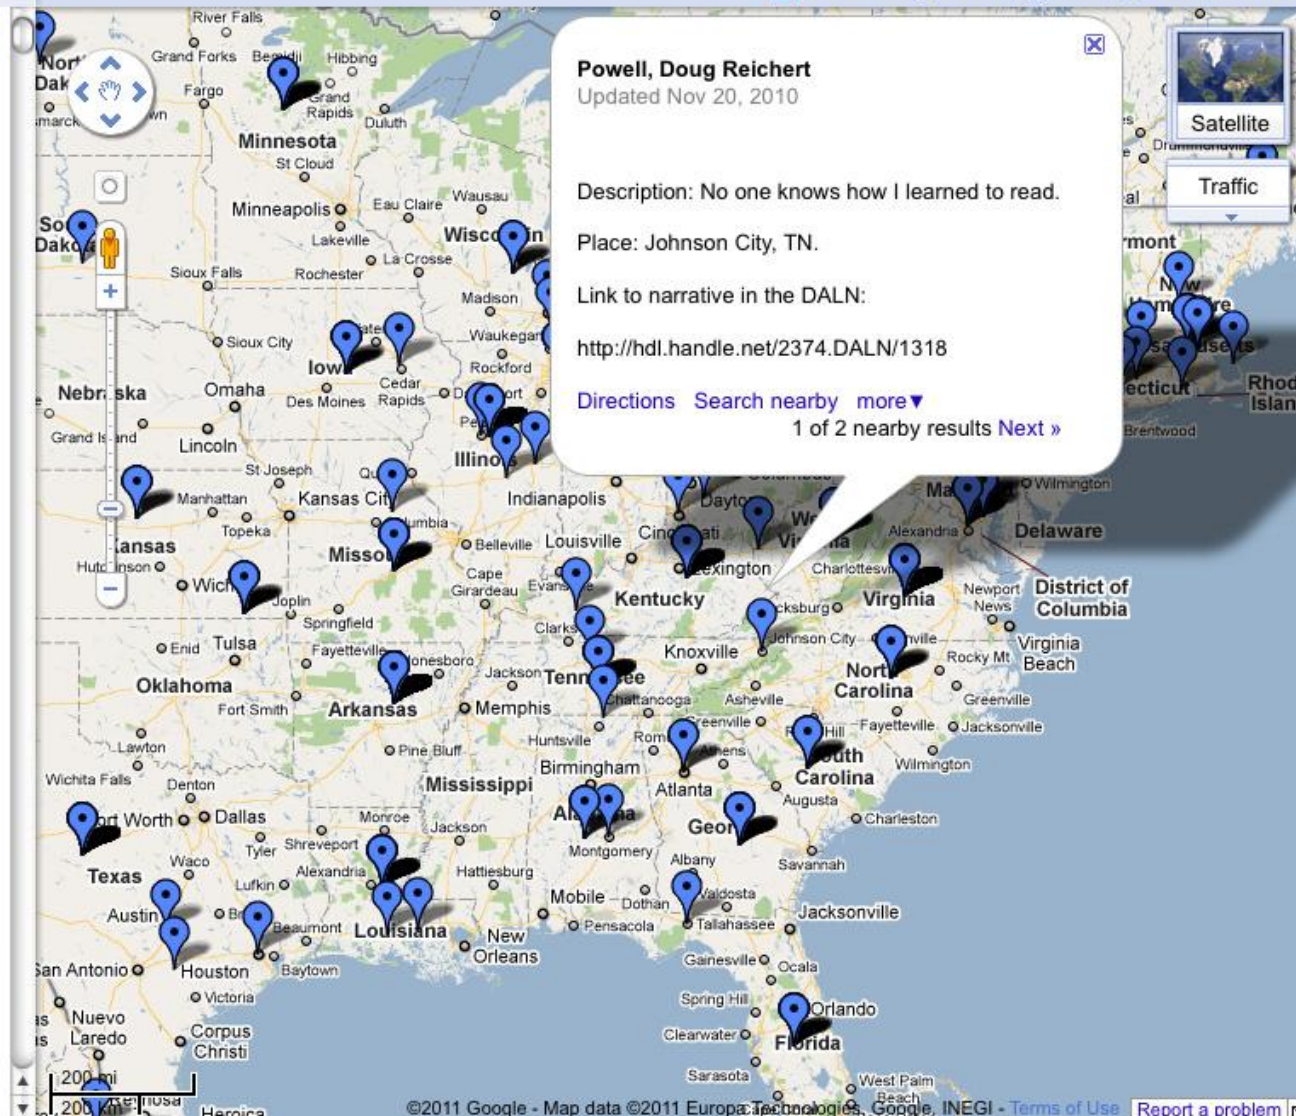 Powell, Doug Reichert
Updated Nov 20, 2010
Description: No one knows how I learned to read.
Place: Johnson City, TN.
Link to narrative in the DALN:
http://hdl.handle.net/2374.DALN/1318
Directions Search nearby more▼
1 of 2 nearby results Next »
Satellite
Traffic
River Falls
Grand Forks
Hibbing
Fargo
Grand
Rapids
Duluth
Minnesota
St Cloud
Wausau
Minneapolis
Eau Claire
Lakeville
La Crosse
Rochester
Sioux Falls
Madison
Sioux City
Rockford
Cedar
Rapids
Omaha
Des Moines
Grand Island
Lincoln
St Joseph
Kansas City
Manhattan
Indianapolis
Wilmington
Topeka
Belleville
Louisville
Alexandria
Delaware
Lexington
Cape
Girardeau
Joplin
Kentucky
Virginia
Newport
News
District of
Columbia
Springfield
Virginia
Beach
Enid
Tulsa
Fayetteville
Knoxville
Johnson City
Rocky Mt
Oklahoma
Jackson
North
Carolina
Fort Smith
Arkansas
Memphis
Chattanooga
Asheville
Greenville
Greenville
Fayetteville
Jacksonville
Lawton
Pine Bluff
Huntsville
Athens
Wilmington
Wichita Falls
Denton
Mississippi
Birmingham
Atlanta
South
Carolina
Augusta
Fort Worth
Dallas
Monroe
Jackson
Charleston
Tyler
Shreveport
Montgomery
Savannah
Waco
Texas
Lufkin
Alexandria
Hattiesburg
Albany
Valdosta
Austin
Beaumont
Louisiana
Mobile
Dothan
Jacksonville
New
Orleans
Pensacola
Tallahassee
San Antonio
Houston
Baytown
Gainesville
Ocala
Victoria
Spring Hill
Orlando
Nuevo
Laredo
Corpus
Christi
Clearwater
Florida
Sarasota
West Palm
Beach
Brentwood
200 mi
200 km
©2011 Google - Map data ©2011 Europa Technologies, Google, INEGI - Terms of Use
Report a problem